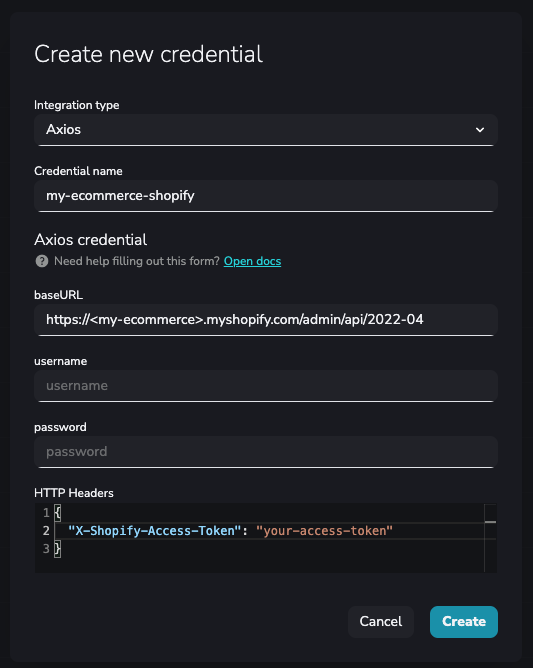 Create new credential
Integration type
Axios
Credential name
my-ecommerce-shopify
Axios credential
? Need help filling out this form? Open docs
baseURL
https://<my-ecommerce>.myshopify.com/admin/api/2022-04
username
username
password
password
HTTP Headers
1 {
2 "X-Shopify-Access-Token": "your-access-token"
3 }
Cancel Create